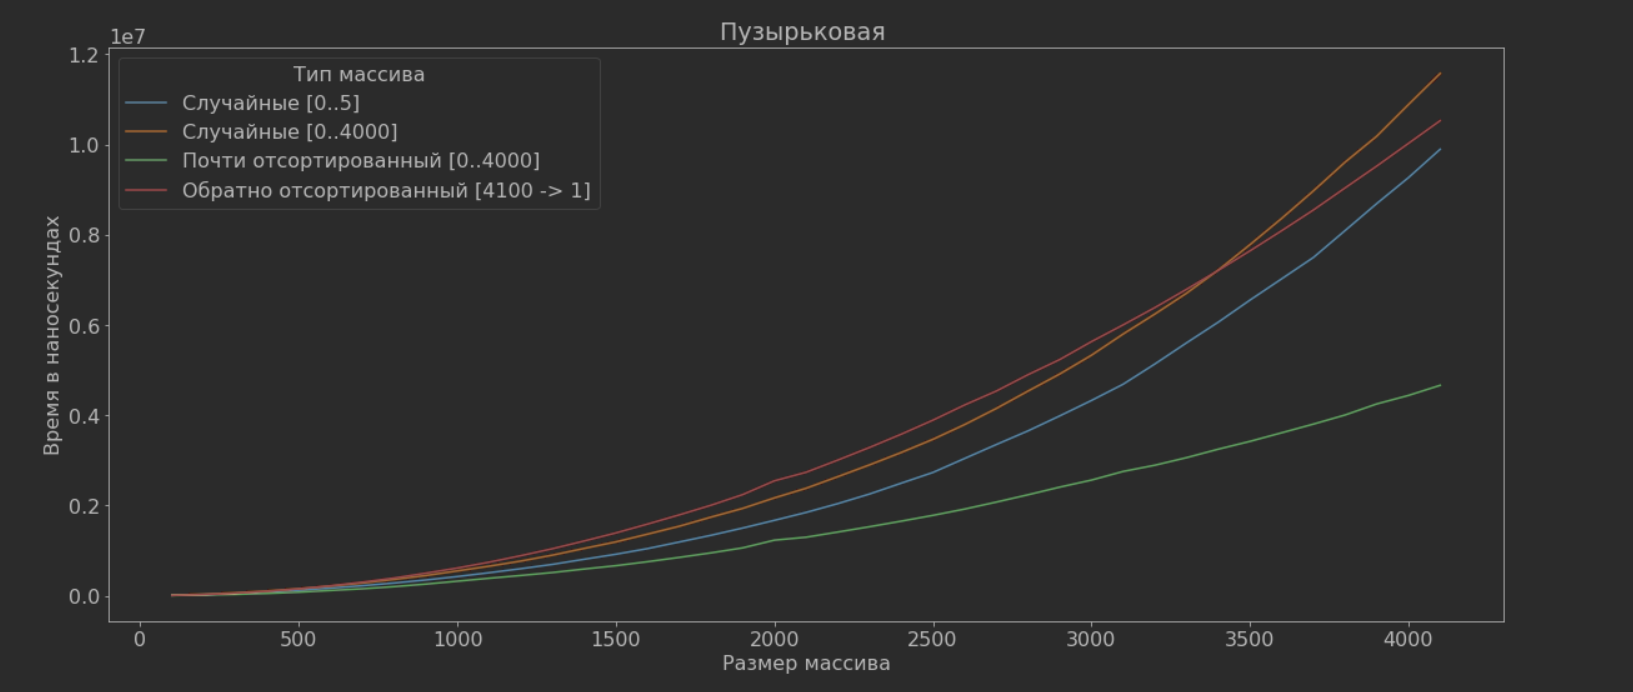 Пузырьковая
1e7
Тип массива
Случайные [0..5]
Случайные [0..4000]
Почти отсортированный [0..4000]
Обратно отсортированный [4100 -> 1]
Время в наносекундах
1.2
1.0
0.8
0.6
0.4
0.2
0.0
0 500 1000 1500 2000 2500 3000 3500 4000
Размер массива